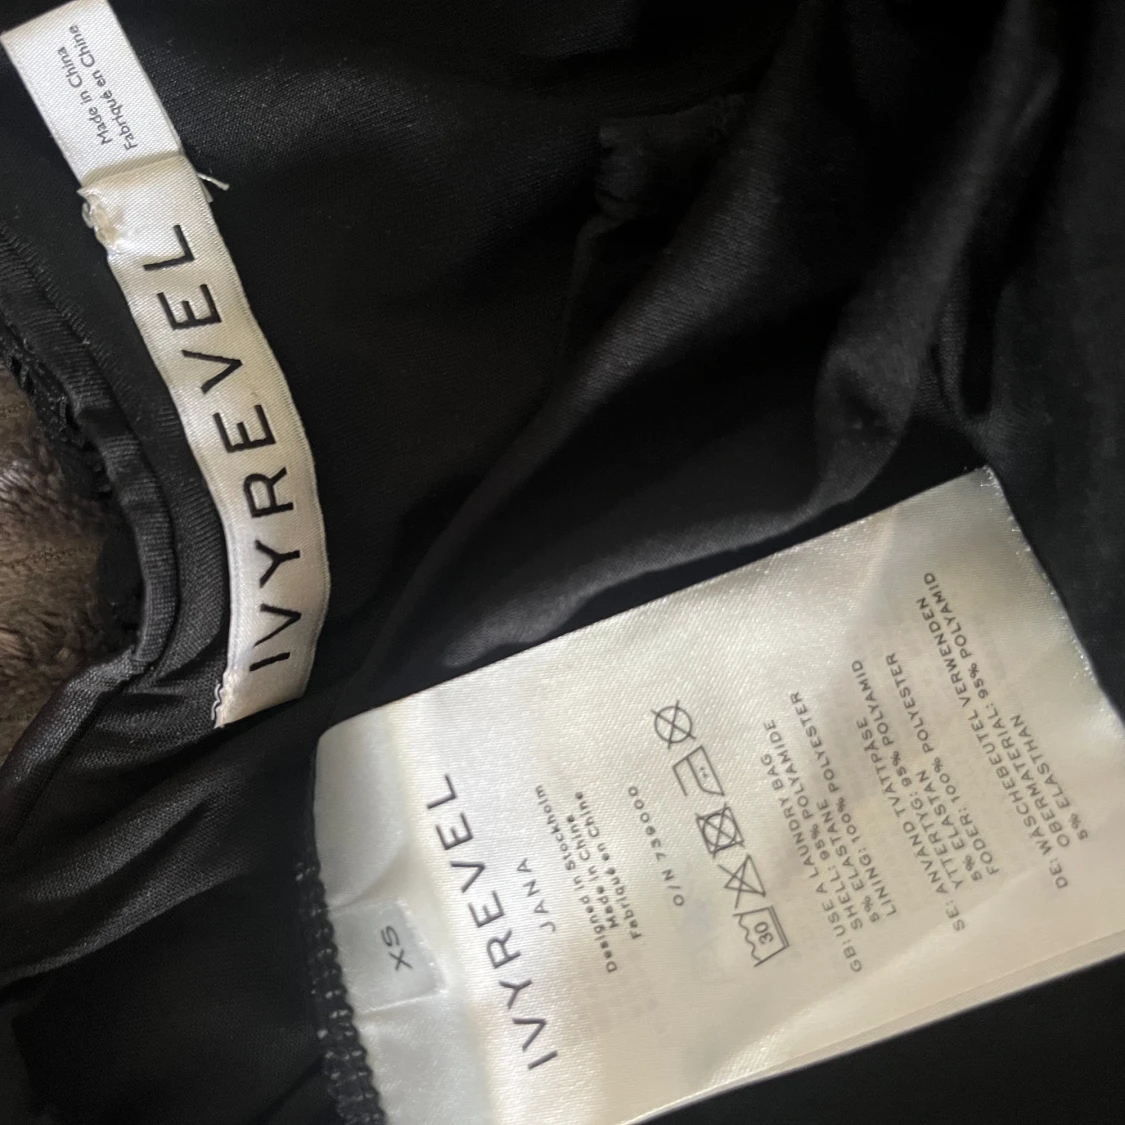 Made in China
Fabriqué en Chine
IVYREVEL
XS
IVYREVEL
JANA
Designed in Stockholm
Made in Chine
Fabriqué en Chine
O/N 739000
30
GB: USE A LAUNDRY BAG
SHELL: 95% POLYAMIDE
5% ELASTANE
LINING: 100% POLYESTER
SE: ANVÄND TVÄTTPÅSE
YTTERTYG: 95% POLYAMID
5% ELASTAN
FODER: 100% POLYESTER
DE: WASCHEBEUTEL VERWENDEN
OBERMATERIAL: 95% POLYAMID
5% ELASTHAN